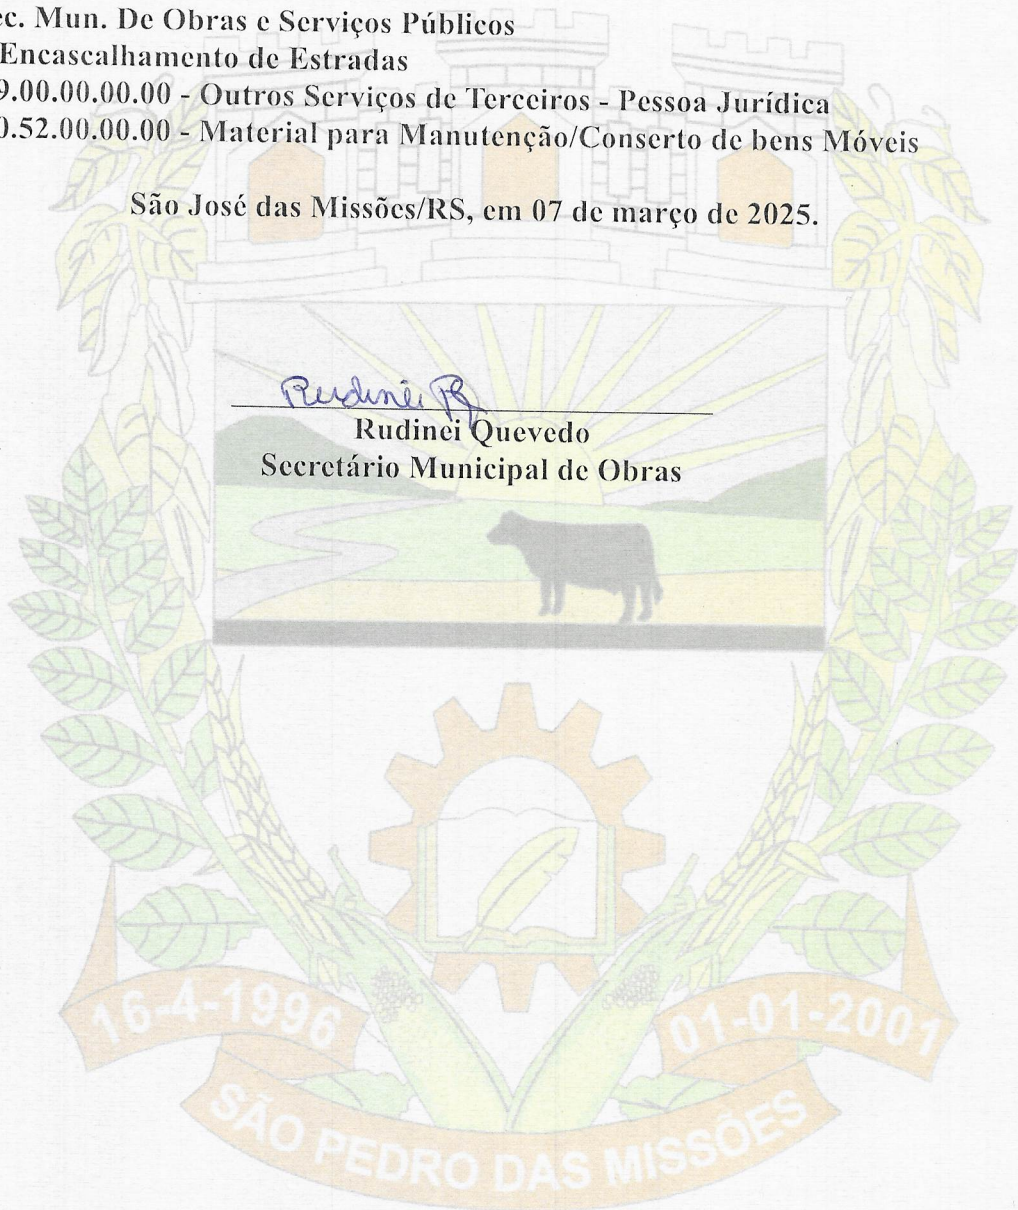 ec. Mun. De Obras e Serviços Públicos
Encascalhamento de Estradas
9.00.00.00.00 - Outros Serviços de Terceiros - Pessoa Jurídica
0.52.00.00.00 - Material para Manutenção/Conserto de bens Móveis
São José das Missões/RS, em 07 de março de 2025.
Rudinei
Rudinei Quevedo
Secretário Municipal de Obras
16-4-1996
01-01-2001
SÃO PEDRO DAS MISSÕES